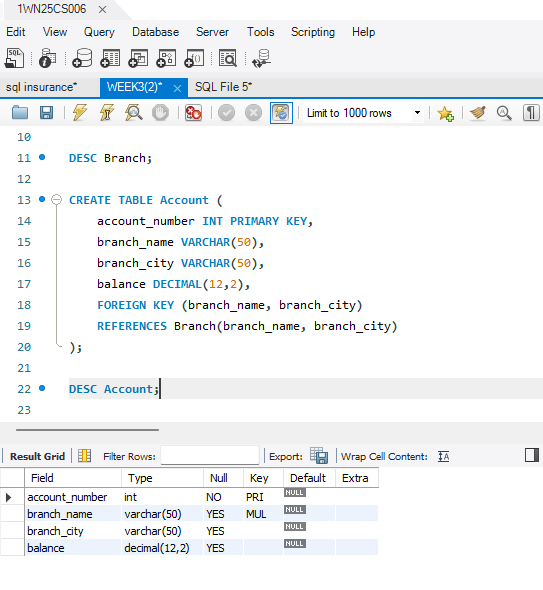 1WN25CS006
Edit View Query Database Server Tools Scripting Help
SQL
sql insurance* WEEK3(2)* SQL File 5*
Limit to 1000 rows
10
11 DESC Branch;
12
13 CREATE TABLE Account (
14 account_number INT PRIMARY KEY,
15 branch_name VARCHAR(50),
16 branch_city VARCHAR(50),
17 balance DECIMAL(12,2),
18 FOREIGN KEY (branch_name, branch_city)
19 REFERENCES Branch(branch_name, branch_city)
20 );
21
22 DESC Account;
23
Result Grid Filter Rows: Export: Wrap Cell Content: IA
Field Type Null Key Default Extra
account_number int NO PRI NULL
branch_name varchar(50) YES MUL NULL
branch_city varchar(50) YES NULL
balance decimal(12,2) YES NULL